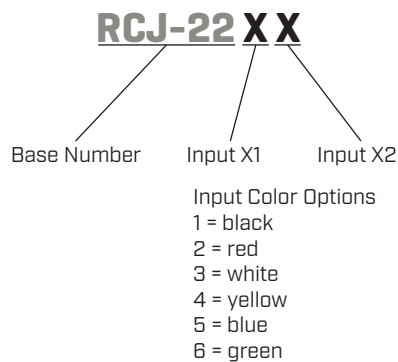 RCJ-22 X X
Base Number Input X1 Input X2
Input Color Options
1 = black
2 = red
3 = white
4 = yellow
5 = blue
6 = green